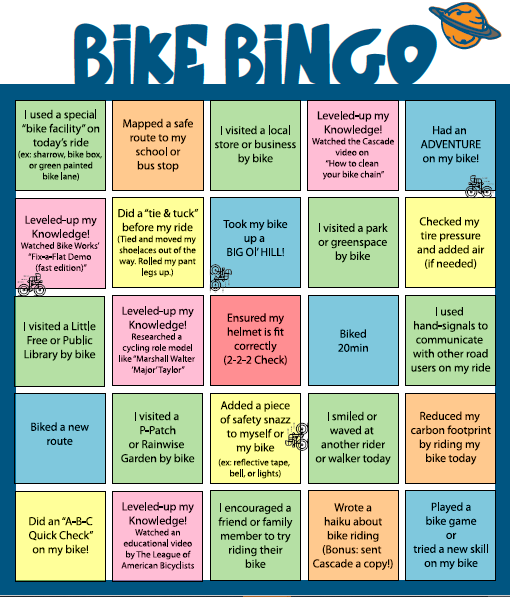 BiKE BiNGO
I used a special
"bike facility" on
today's ride
(ex: sharrow, bike box,
or green painted
bike lane)
Mapped a safe
route to my
school or
bus stop
I visited a local
store or business
by bike
Leveled-up my
Knowledge!
Watched the Cascade
video on
"How to clean
your bike chain"
Had an
ADVENTURE
on my bike!
Leveled-up my
Knowledge!
Watched Bike Works'
"Fix-a-Flat Demo
(fast edition)"
Did a "tie & tuck"
before my ride
(Tied and moved my
shoelaces out of the
way. Rolled my pant
legs up.)
Took my bike
up a
BIG Ol' HILL!
I visited a park
or greenspace
by bike
Checked my
tire pressure
and added air
(if needed)
I visited a Little
Free or Public
Library by bike
Leveled-up my
Knowledge!
Researched a
cycling role model
like "Marshall Walter
'Major' Taylor"
Ensured my
helmet is fit
correctly
(2-2-2 Check)
Biked
20min
I used
hand-signals to
communicate
with other road
users on my ride
Biked a new
route
I visited a
P-Patch
or Rainwise
Garden by bike
Added a piece
of safety snazz
to myself or
my bike
(ex: reflective tape,
bell, or lights)
I smiled or
waved at
another rider
or walker today
Reduced my
carbon footprint
by riding my
bike today
Did an "A-B-C
Quick Check"
on my bike!
Leveled-up my
Knowledge!
Watched an
educational video
by The League of
American Bicyclists
I encouraged a
friend or family
member to try
riding their
bike
Wrote a
haiku about
bike riding
(Bonus: sent
Cascade a copy!)
Played a
bike game
or
tried a new skill
on my bike